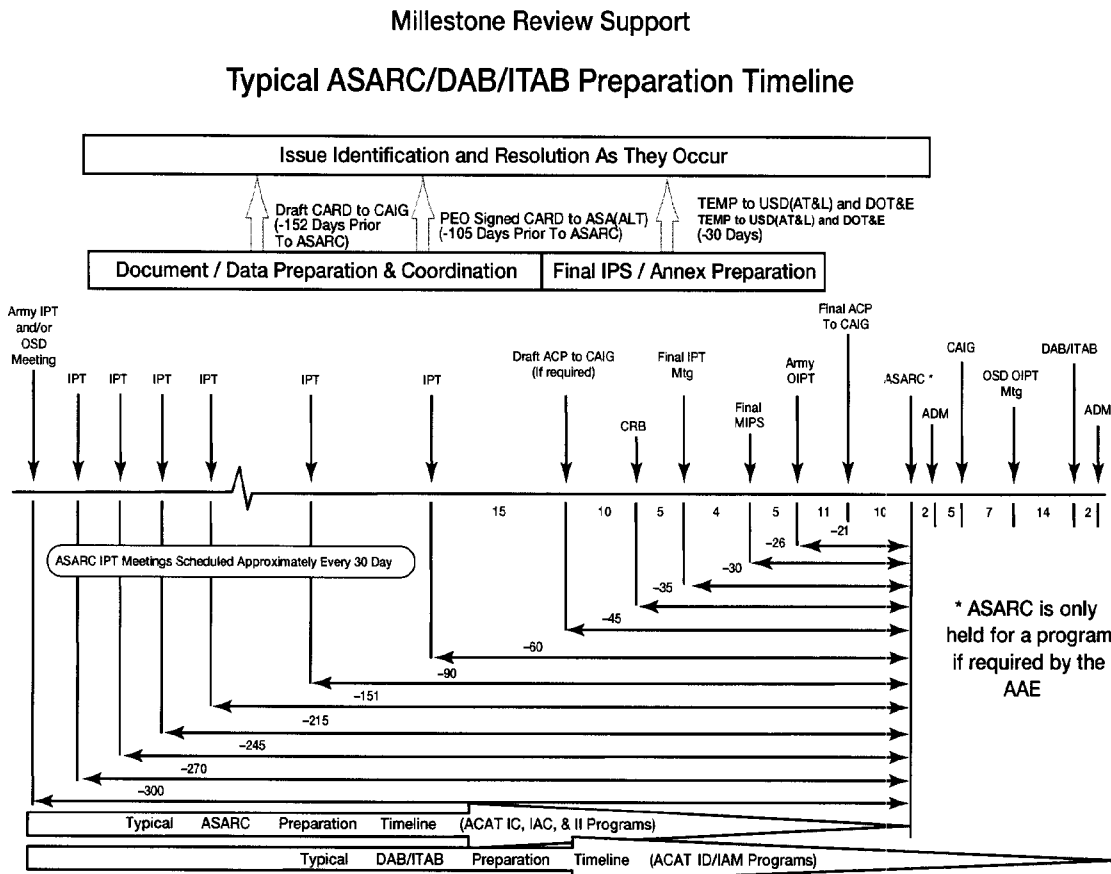 Millestone Review Support
Typical ASARC/DAB/ITAB Preparation Timeline
Issue Identification and Resolution As They Occur
Draft CARD to CAIG
(-152 Days Prior
To ASARC)
PEO Signed CARD to ASA(ALT)
(-105 Days Prior To ASARC)
TEMP to USD(AT&L) and DOT&E
TEMP to USD(AT&L) and DOT&E
(-30 Days)
Document / Data Preparation & Coordination
Final IPS / Annex Preparation
Army IPT
and/or
OSD
Meeting
IPT
IPT
IPT
IPT
IPT
IPT
Draft ACP to CAIG
(If required)
CRB
Final IPT
Mtg
Final
MIPS
Army
OIPT
Final ACP
To CAIG
ASARC *
ADM
CAIG
OSD OIPT
Mtg
DAB/ITAB
ADM
15 10 5 4 5 11 10 2 5 7 14 2
ASARC IPT Meetings Scheduled Approximately Every 30 Day
-21
-26
-30
-35
-45
-60
-90
-151
-215
-245
-270
-300
* ASARC is only
held for a program
if required by the
AAE
Typical ASARC Preparation Timeline (ACAT IC, IAC, & II Programs)
Typical DAB/ITAB Preparation Timeline (ACAT ID/IAM Programs)